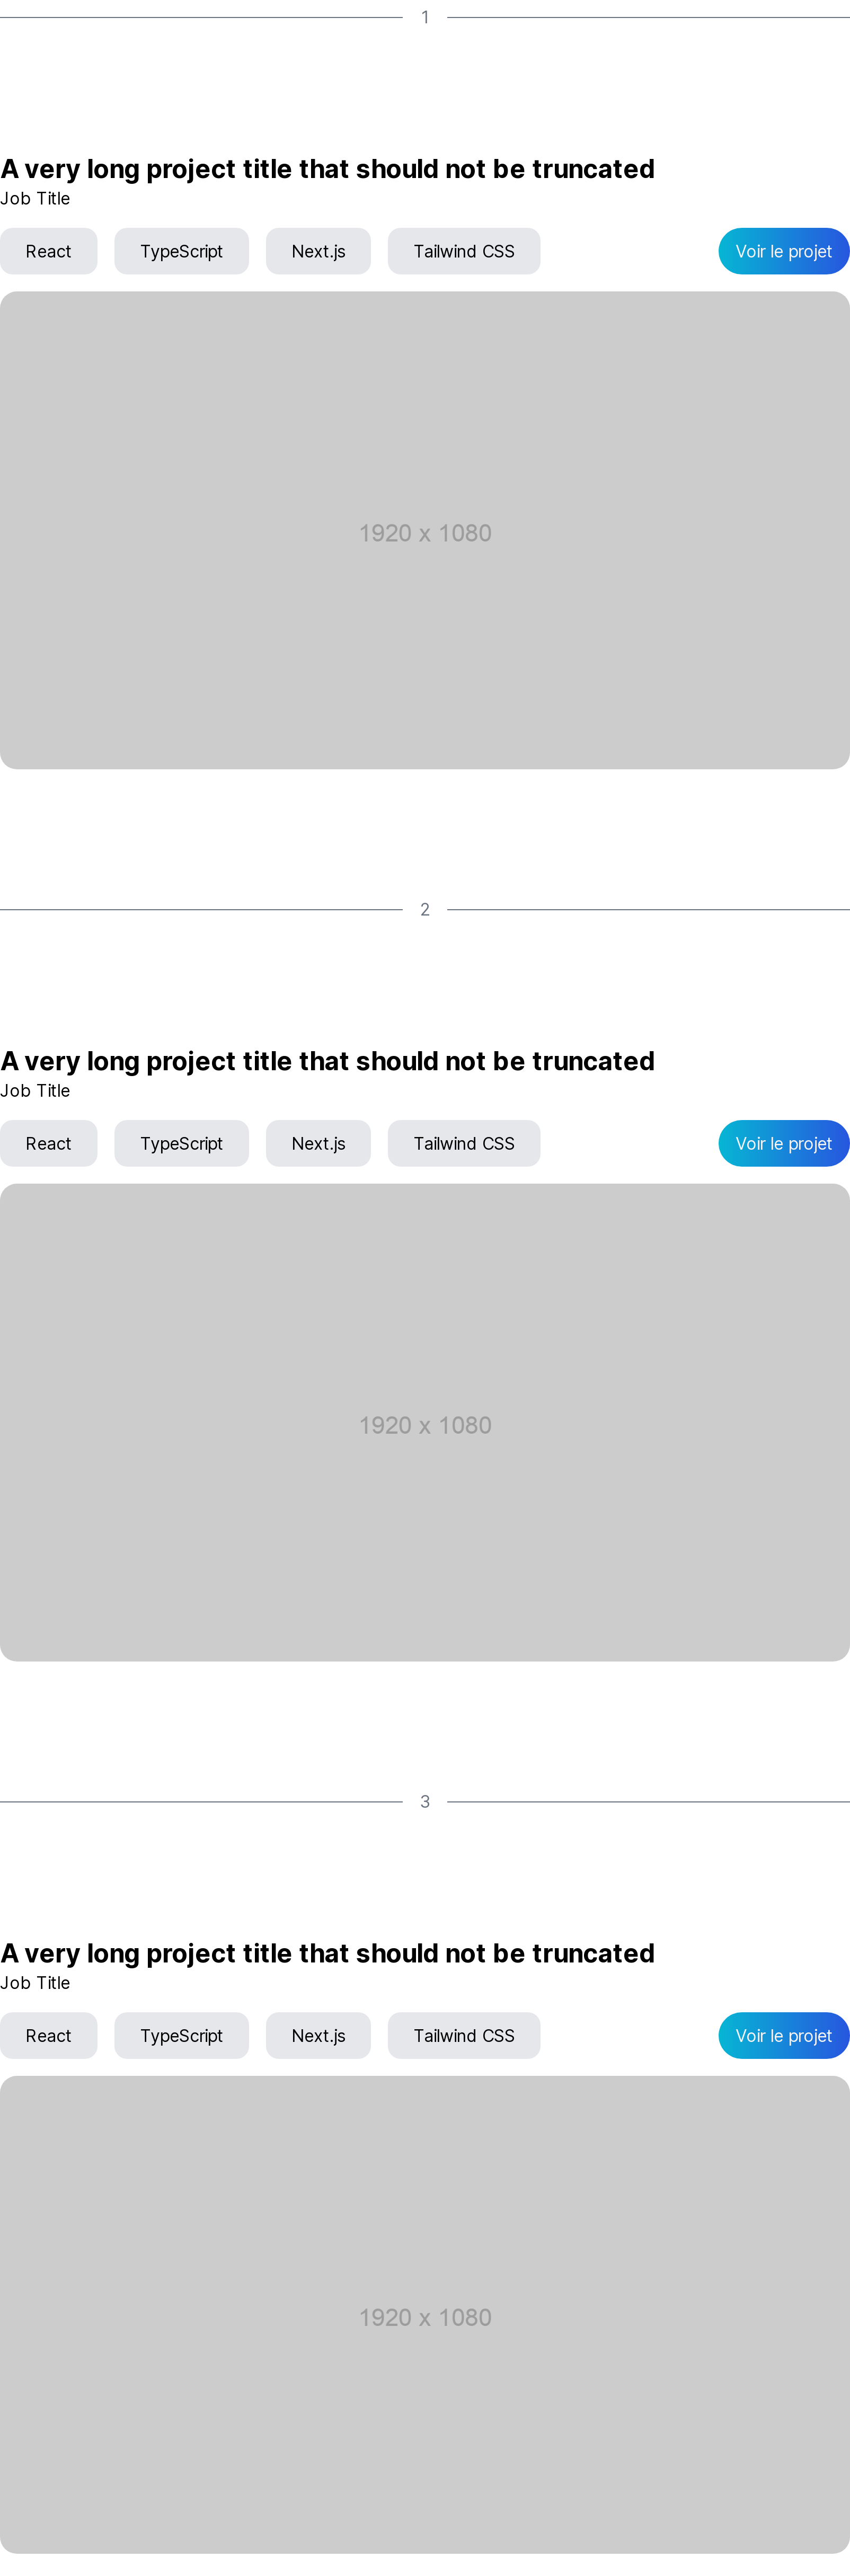 1
A very long project title that should not be truncated
Job Title
React TypeScript Next.js Tailwind CSS Voir le projet
1920 x 1080
2
A very long project title that should not be truncated
Job Title
React TypeScript Next.js Tailwind CSS Voir le projet
1920 x 1080
3
A very long project title that should not be truncated
Job Title
React TypeScript Next.js Tailwind CSS Voir le projet
1920 x 1080